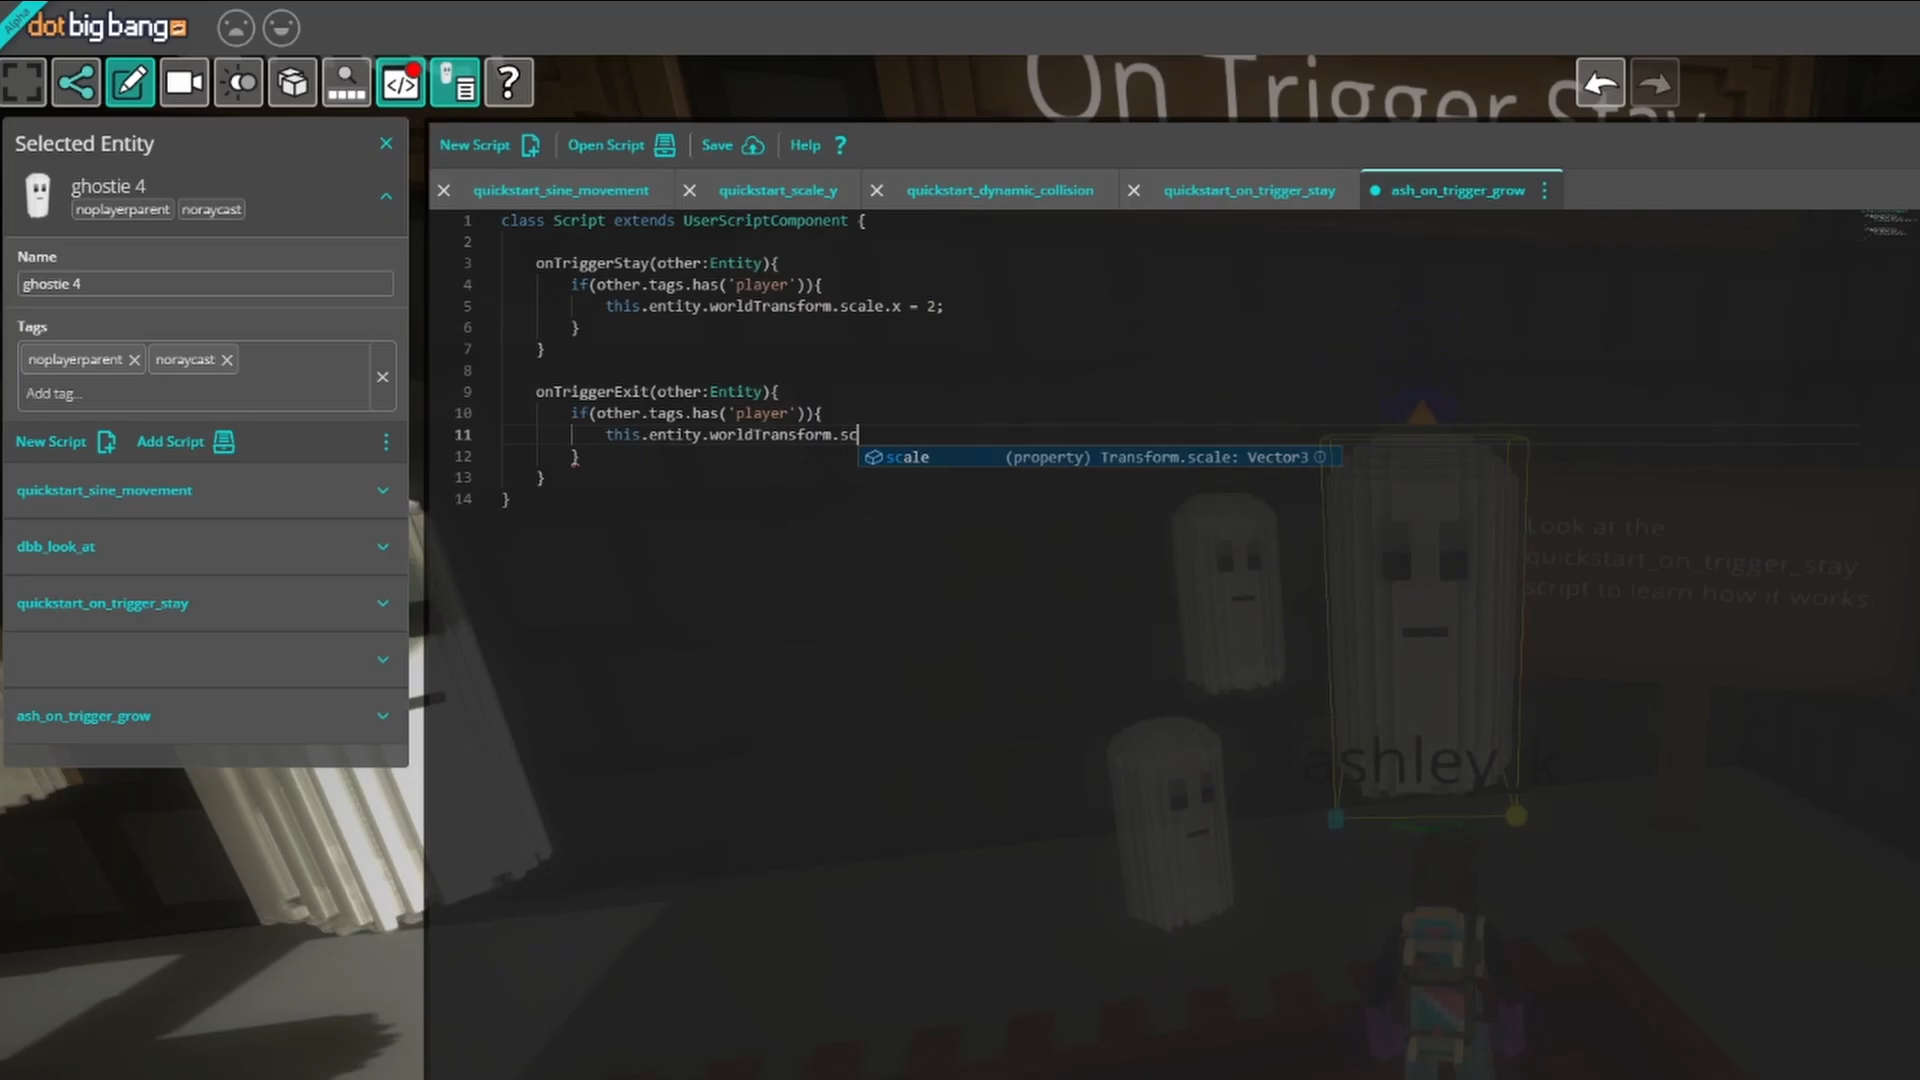 Alpha
dotbigbang
On Trigger Stay
Selected Entity
ghostie 4
noplayerparent noraycast
Name
ghostie 4
Tags
noplayerparent noraycast
Add tag...
New Script Add Script
quickstart_sine_movement
dbb_look_at
quickstart_on_trigger_stay
ash_on_trigger_grow
New Script Open Script Save Help ?
quickstart_sine_movement quickstart_scale_y quickstart_dynamic_collision quickstart_on_trigger_stay ash_on_trigger_grow
1 class Script extends UserScriptComponent {
2
3 onTriggerStay(other:Entity){
4 if(other.tags.has('player')){
5 this.entity.worldTransform.scale.x = 2;
6 }
7 }
8
9 onTriggerExit(other:Entity){
10 if(other.tags.has('player')){
11 this.entity.worldTransform.sc
12 }
13 }
14 }
scale (property) Transform.scale: Vector3
Look at the
quickstart_on_trigger_stay
script to learn how it works.
ashley k